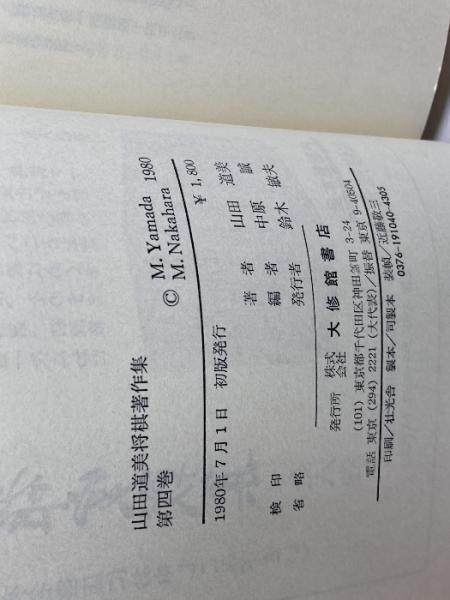 山田道美将棋著作集
第四巻
© M. Yamada 1980
M. Nakahara
¥ 1,800
1980年7月1日 初版発行
検印
省略
著者 山田道美
編者 中原誠
発行者 鈴木敏夫
発行所 株式会社 大修館書店
(101) 東京都千代田区神田錦町 3-24
電話 東京 (294) 2221 (大代表)/振替 東京 9-40504
印刷/壮光舎 製本/司製本 装幀/近藤敬三
0376-191040-4305